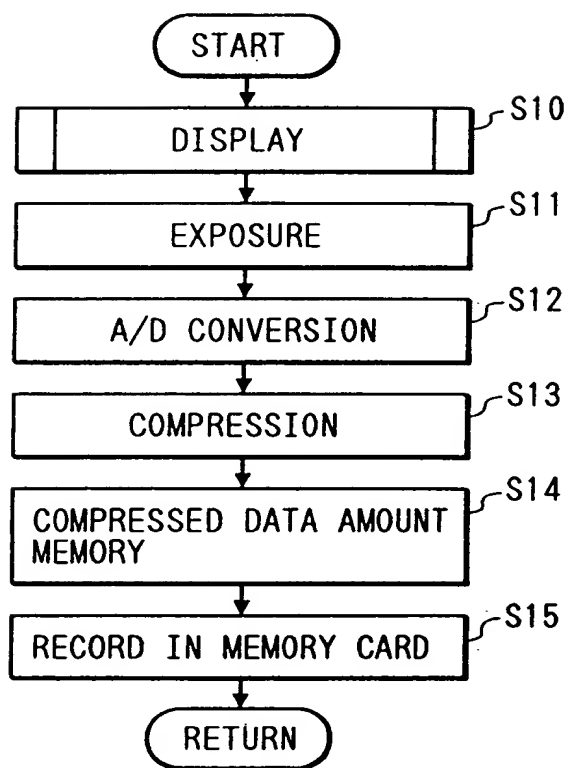 START
DISPLAY
S10
EXPOSURE
S11
A/D CONVERSION
S12
COMPRESSION
S13
COMPRESSED DATA AMOUNT
MEMORY
S14
RECORD IN MEMORY CARD
S15
RETURN